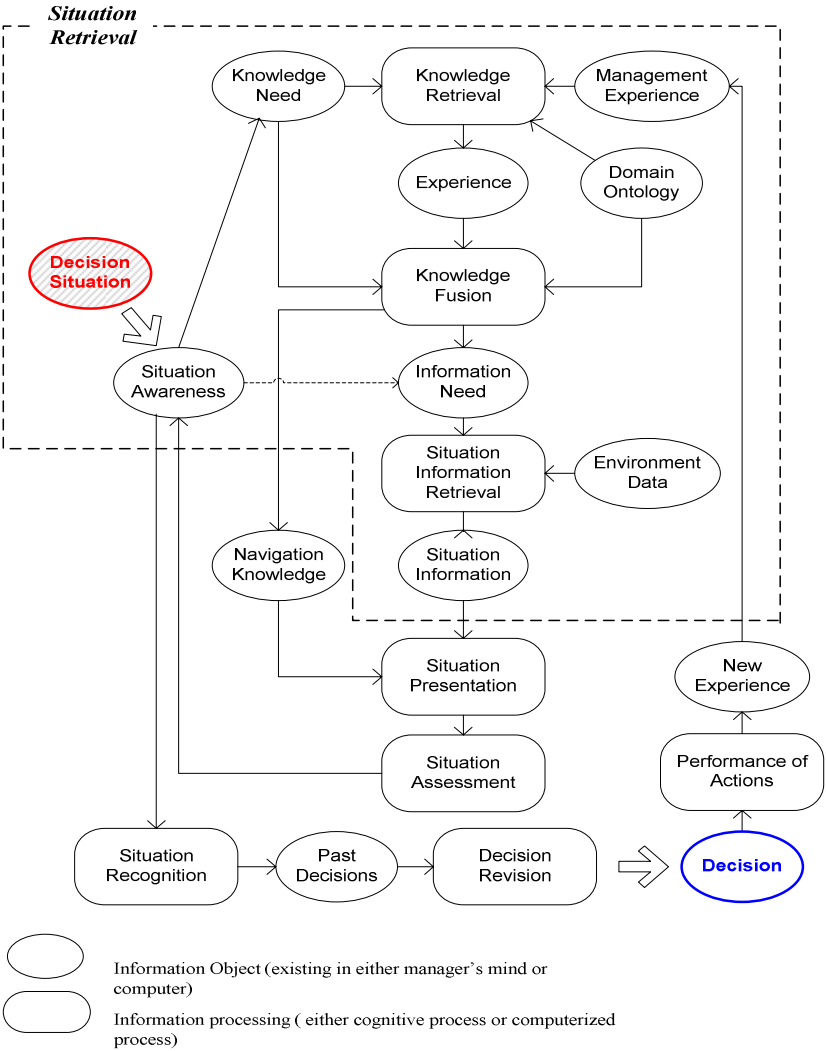 Situation
Retrieval
Knowledge
Need
Knowledge
Retrieval
Management
Experience
Experience
Domain
Ontology
Decision
Situation
Knowledge
Fusion
Situation
Awareness
Information
Need
Situation
Information
Retrieval
Environment
Data
Navigation
Knowledge
Situation
Information
Situation
Presentation
New
Experience
Situation
Assessment
Performance of
Actions
Situation
Recognition
Past
Decisions
Decision
Revision
Decision
Information Object (existing in either manager's mind or
computer)
Information processing ( either cognitive process or computerized
process)